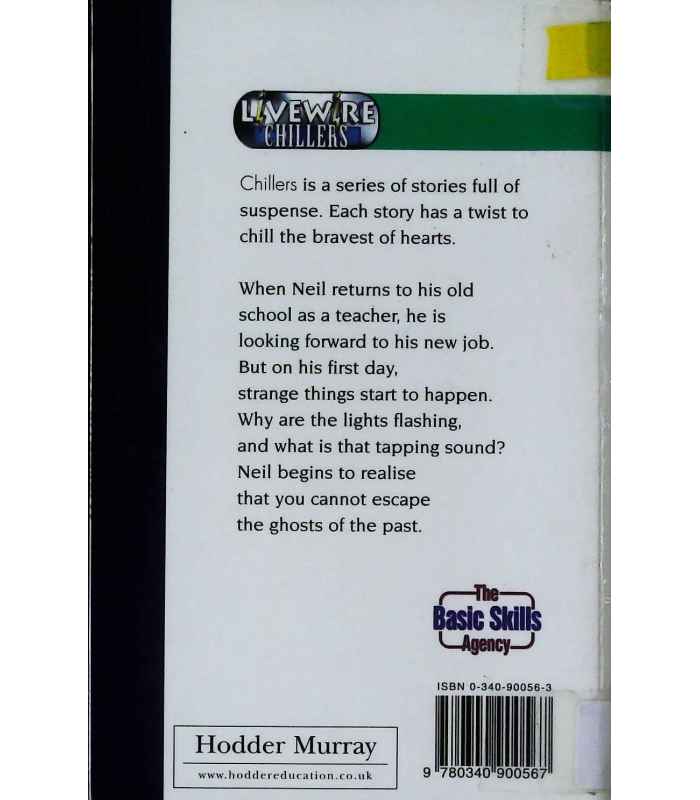 LIVEWIRE
CHILLERS
Chillers is a series of stories full of
suspense. Each story has a twist to
chill the bravest of hearts.
When Neil returns to his old
school as a teacher, he is
looking forward to his new job.
But on his first day,
strange things start to happen.
Why are the lights flashing,
and what is that tapping sound?
Neil begins to realise
that you cannot escape
the ghosts of the past.
The
Basic Skills
Agency
ISBN 0-340-90056-3
9 780340 900567
Hodder Murray
www.hoddereducation.co.uk